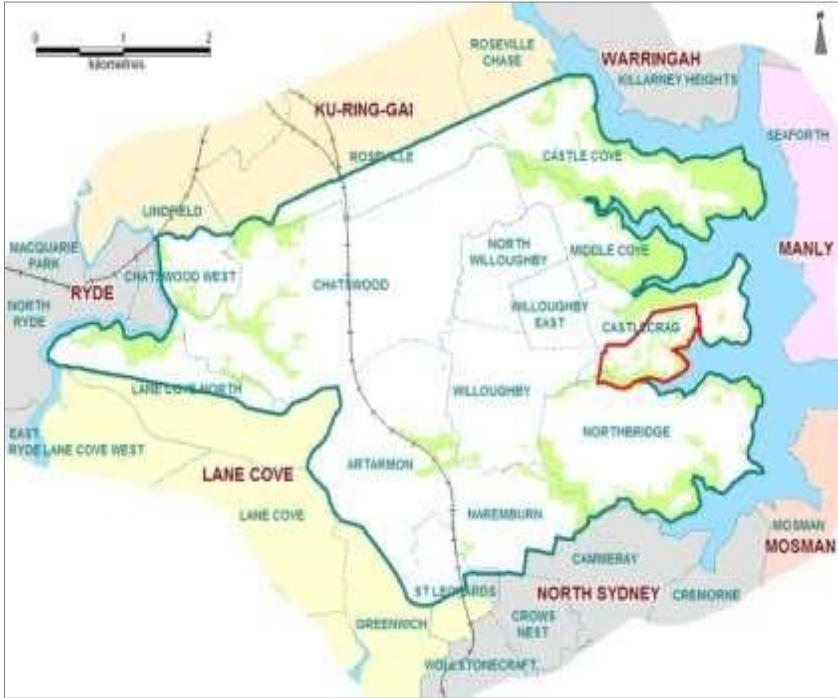 0 1 2
kilometres
N
ROSEVILLE
CHASE
WARRINGAH
KILLARNEY HEIGHTS
KU-RING-GAI
SEAFORTH
ROSEVILLE
CASTLE COVE
LINDFIELD
MACQUARIE
PARK
CHATSWOOD WEST
NORTH
WILLOUGHBY
MIDDLE COVE
MANLY
RYDE
CHATSWOOD
NORTH
RYDE
WILLOUGHBY
EAST
CASTLECRAG
LANE COVE NORTH
WILLOUGHBY
EAST
RYDE
LANE COVE WEST
NORTHBRIDGE
LANE COVE
ARTARMON
LANE COVE
NAREMBURN
MOSMAN
MOSMAN
CAMMERAY
ST LEONARDS
NORTH SYDNEY
CREMORNE
GREENWICH
CROWS
NEST
WOLLSTONECRAFT